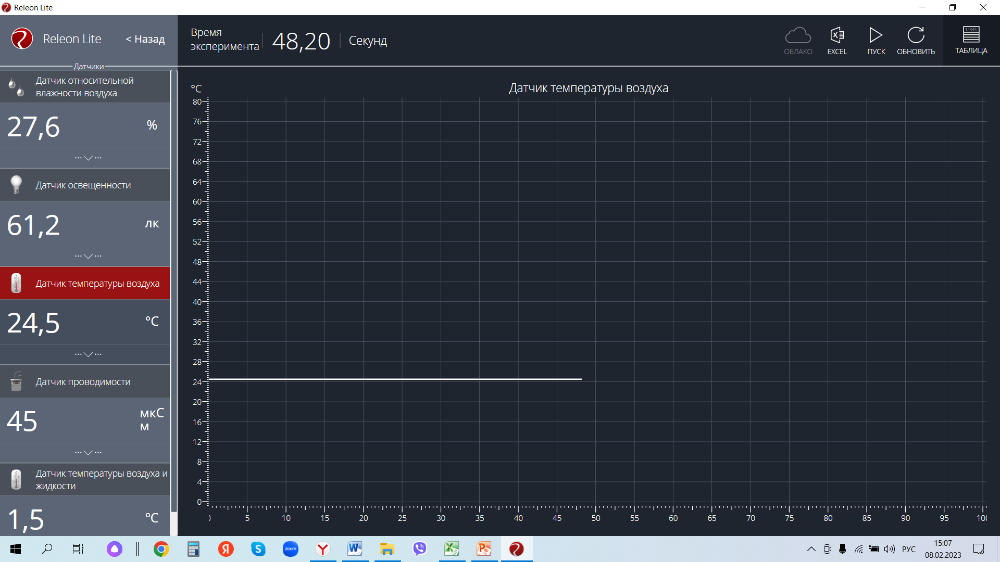 Releon Lite
Releon Lite
< Назад
Время
эксперимента
48,20
Секунд
ОБЛАКО
EXCEL
ПУСК
ОБНОВИТЬ
12345
ТАБЛИЦА
Датчики
Датчик относительной
влажности воздуха
27,6 %
Датчик освещенности
61,2 лк
Датчик температуры воздуха
24,5 °C
Датчик проводимости
45 мкС
м
Датчик температуры воздуха и
жидкости
1,5 °C
°C
Датчик температуры воздуха
80
76
72
68
64
60
56
52
48
44
40
36
32
28
24
20
16
12
8
4
0
0 5 10 15 20 25 30 35 40 45 50 55 60 65 70 75 80 85 90 95 100
Я
S
zoom
Y
W
X
P
РУС
15:07
08.02.2023